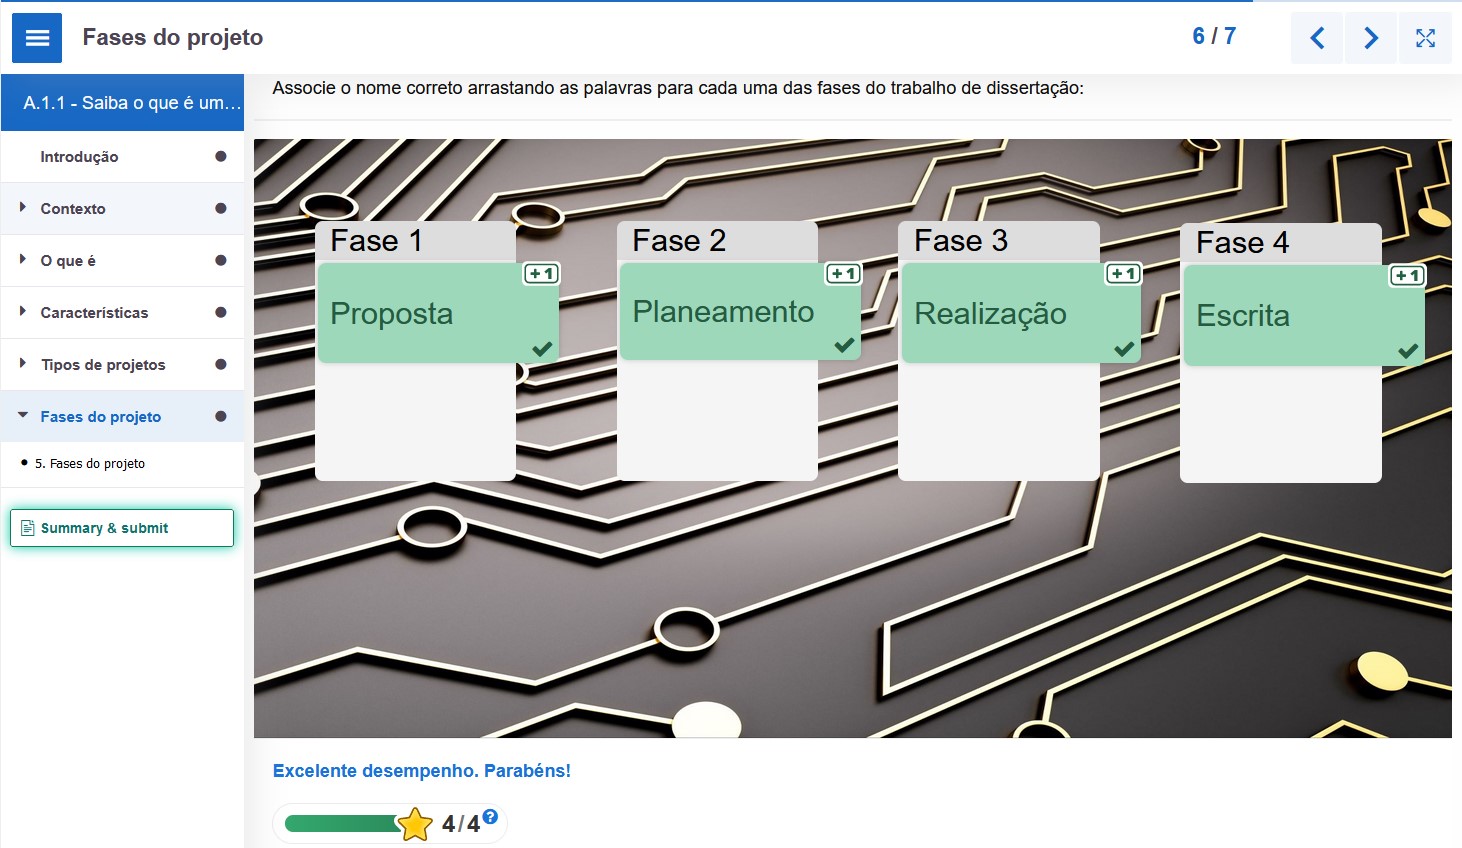 Fases do projeto
6 / 7
A.1.1 - Saiba o que é um...
Introdução
Contexto
O que é
Características
Tipos de projetos
Fases do projeto
5. Fases do projeto
Summary & submit
Associe o nome correto arrastando as palavras para cada uma das fases do trabalho de dissertação:
Fase 1
+1
Proposta
Fase 2
+1
Planeamento
Fase 3
+1
Realização
Fase 4
+1
Escrita
Excelente desempenho. Parabéns!
4/4
?